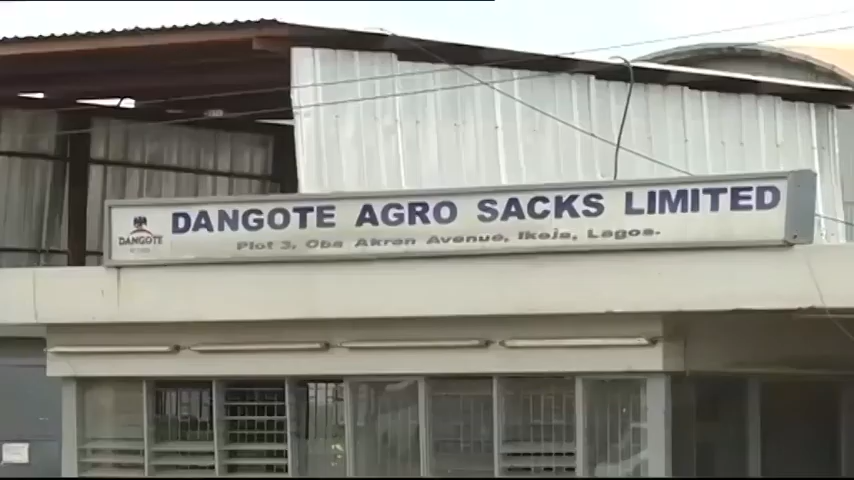 DANGOTE AGRO SACKS LIMITED
Plot 3, Oba Akran Avenue, Ikeja, Lagos.
DANGOTE